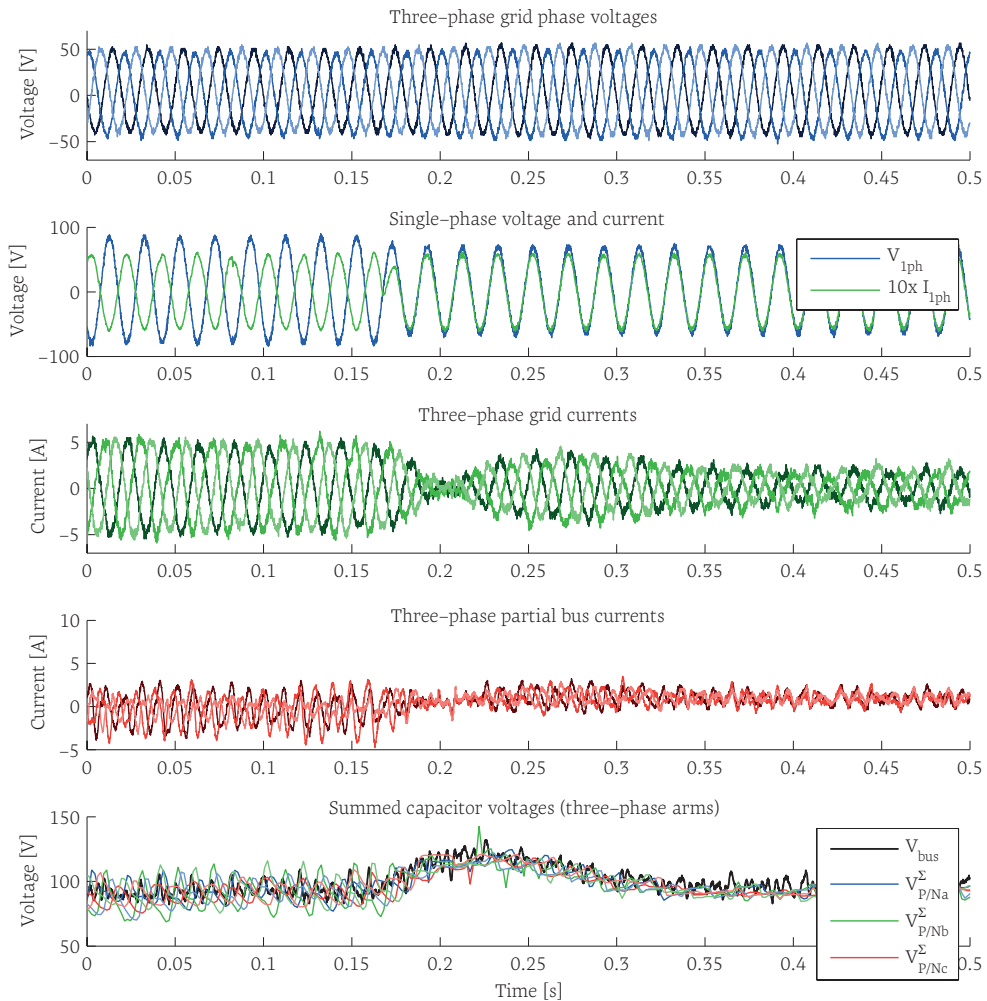 Three-phase grid phase voltages
Voltage [V]
50
0
-50
0 0.05 0.1 0.15 0.2 0.25 0.3 0.35 0.4 0.45 0.5
Single-phase voltage and current
Voltage [V]
100
0
-100
V1ph
10x I1ph
0 0.05 0.1 0.15 0.2 0.25 0.3 0.35 0.4 0.45 0.5
Three-phase grid currents
Current [A]
5
0
-5
0 0.05 0.1 0.15 0.2 0.25 0.3 0.35 0.4 0.45 0.5
Three-phase partial bus currents
Current [A]
10
5
0
-5
0 0.05 0.1 0.15 0.2 0.25 0.3 0.35 0.4 0.45 0.5
Summed capacitor voltages (three-phase arms)
Voltage [V]
150
100
50
Vbus
VΣP/Na
VΣP/Nb
VΣP/Nc
0 0.05 0.1 0.15 0.2 0.25 0.3 0.35 0.4 0.5
Time [s]